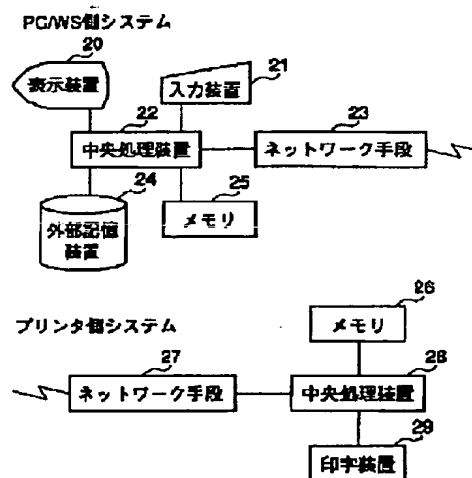 PC/WS側システム
20
表示装置
21
入力装置
22
中央処理装置
23
ネットワーク手段
24
外部記憶
装置
25
メモリ
26
メモリ
プリンタ側システム
27
ネットワーク手段
28
中央処理装置
29
印字装置